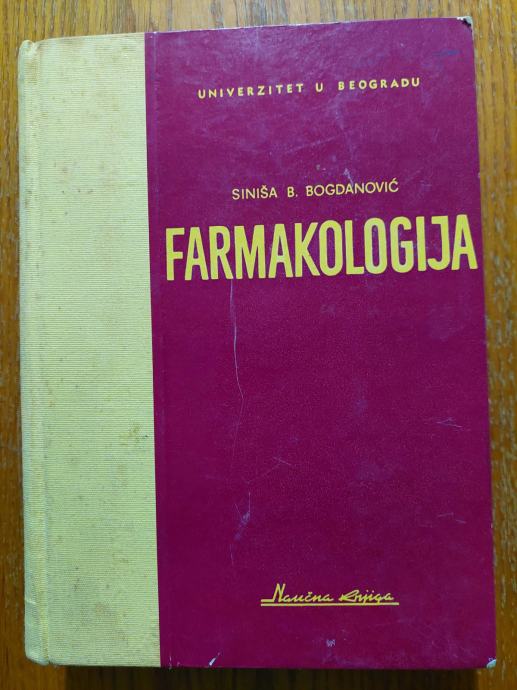 UNIVERZITET U BEOGRADU
SINIŠA B. BOGDANOVIĆ
FARMAKOLOGIJA
Naučna knjiga